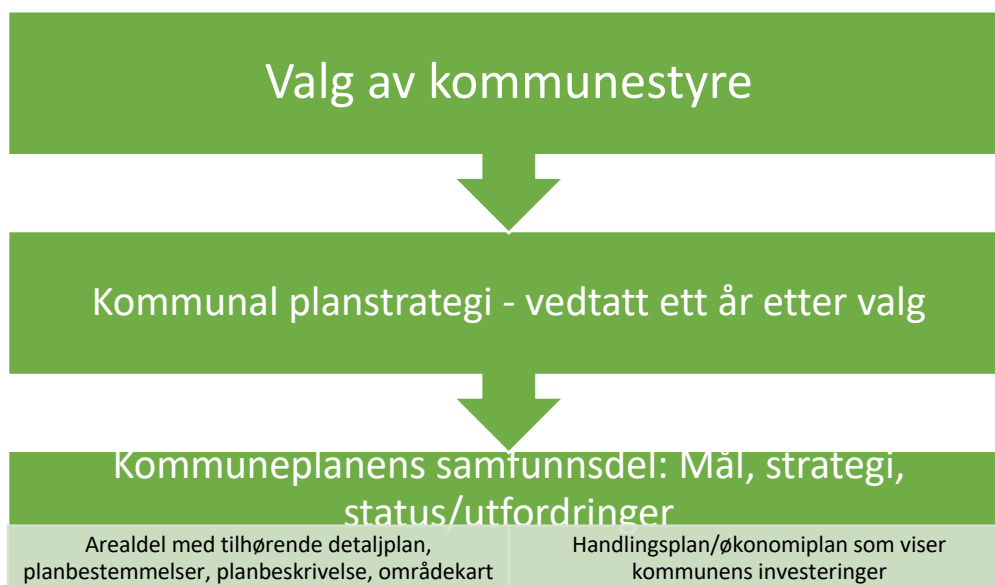 Valg av kommunestyre
Kommunal planstrategi - vedtatt ett år etter valg
Kommuneplanens samfunnsdel: Mål, strategi,
status/utfordringer
Arealdel med tilhørende detaljplan,
planbestemmelser, planbeskrivelse, områdekart
Handlingsplan/økonomiplan som viser
kommunens investeringer